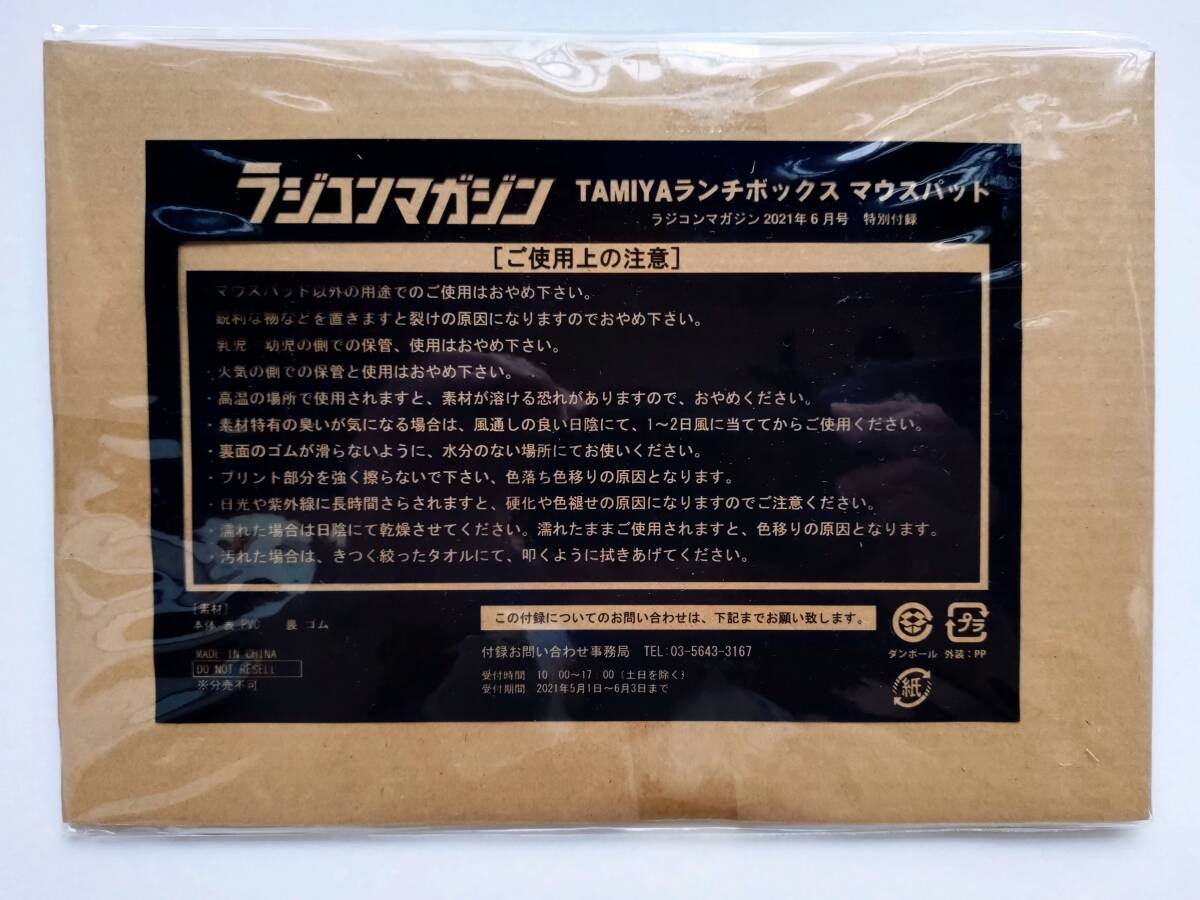 ラジコンマガジン TAMIYAランチボックス マウスパット
ラジコンマガジン 2021年6月号 特別付録
[ご使用上の注意]
・マウスパット以外の用途でのご使用はおやめ下さい。
・鋭利な物などを置きますと裂けの原因になりますのでおやめ下さい。
・乳児・幼児の側での保管、使用はおやめ下さい。
・火気の側での保管と使用はおやめ下さい。
・高温の場所で使用されますと、素材が溶ける恐れがありますので、おやめください。
・素材特有の臭いが気になる場合は、風通しの良い日陰にて、1～2日風に当ててからご使用ください。
・裏面のゴムが滑らないように、水分のない場所にてお使いください。
・プリント部分を強く擦らないで下さい、色落ち色移りの原因となります。
・日光や紫外線に長時間さらされますと、硬化や色褪せの原因になりますのでご注意ください。
・濡れた場合は日陰にて乾燥させてください。濡れたままご使用されますと、色移りの原因となります。
・汚れた場合は、きつく絞ったタオルにて、叩くように拭きあげてください。
[素材]
本体 表 PVC 裏 ゴム
MADE IN CHINA
DO NOT RESELL
※分売不可
この付録についてのお問い合わせは、下記までお願い致します。
付録お問い合わせ事務局 TEL:03-5643-3167
受付時間 10:00～17:00（土日を除く）
受付期間 2021年5月1日～6月3日まで
プラ
ダンボール 外装：PP
紙